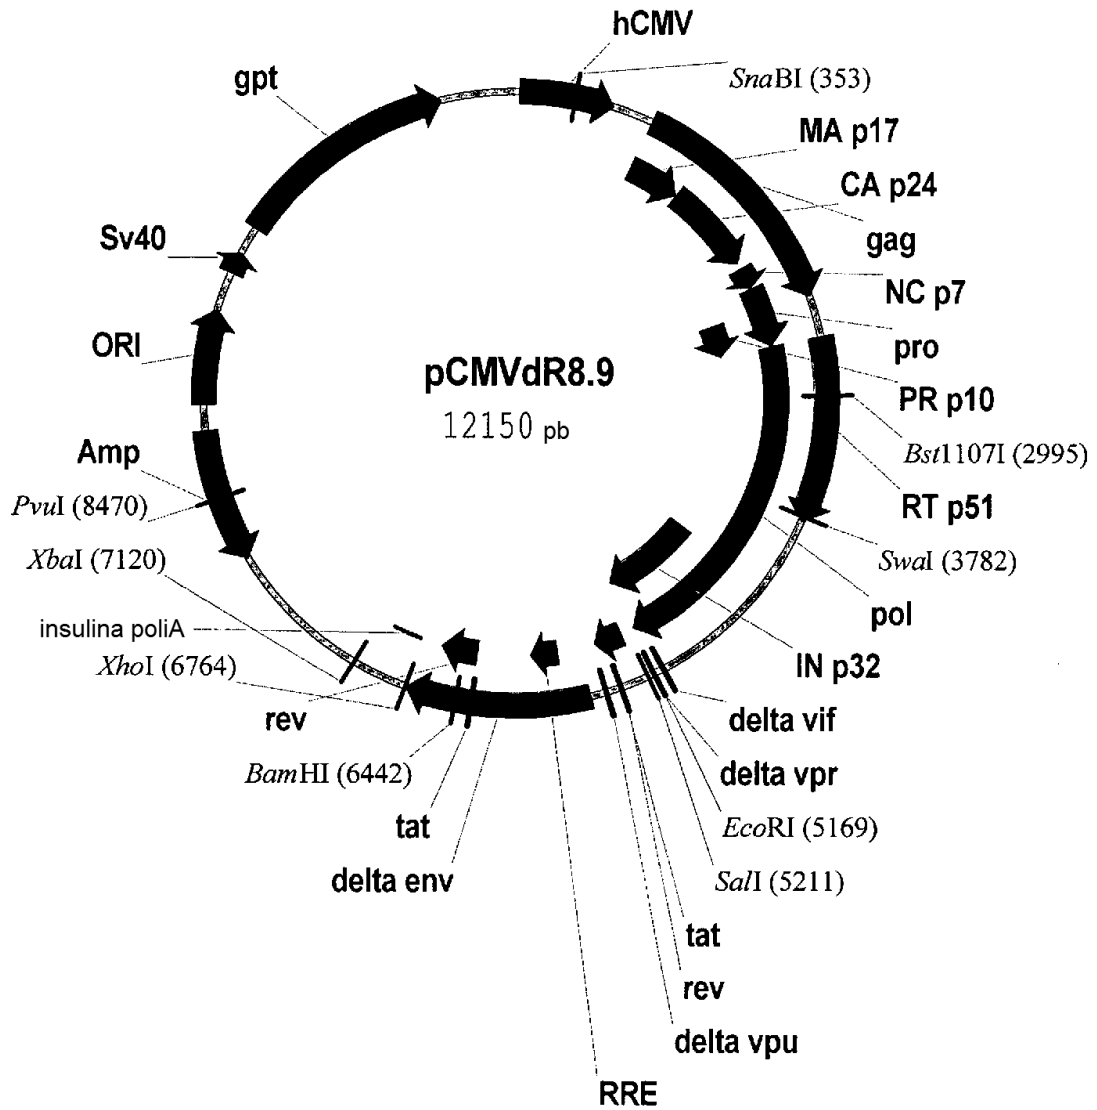 hCMV
gpt
SnaBI (353)
MA p17
CA p24
Sv40
gag
NC p7
ORI
pro
pCMVdR8.9
PR p10
12150 pb
Amp
Bst1107I (2995)
PvuI (8470)
RT p51
XbaI (7120)
SwaI (3782)
pol
insulina poliA
XhoI (6764)
IN p32
rev
delta vif
BamHI (6442)
delta vpr
tat
EcoRI (5169)
delta env
SalI (5211)
tat
rev
delta vpu
RRE